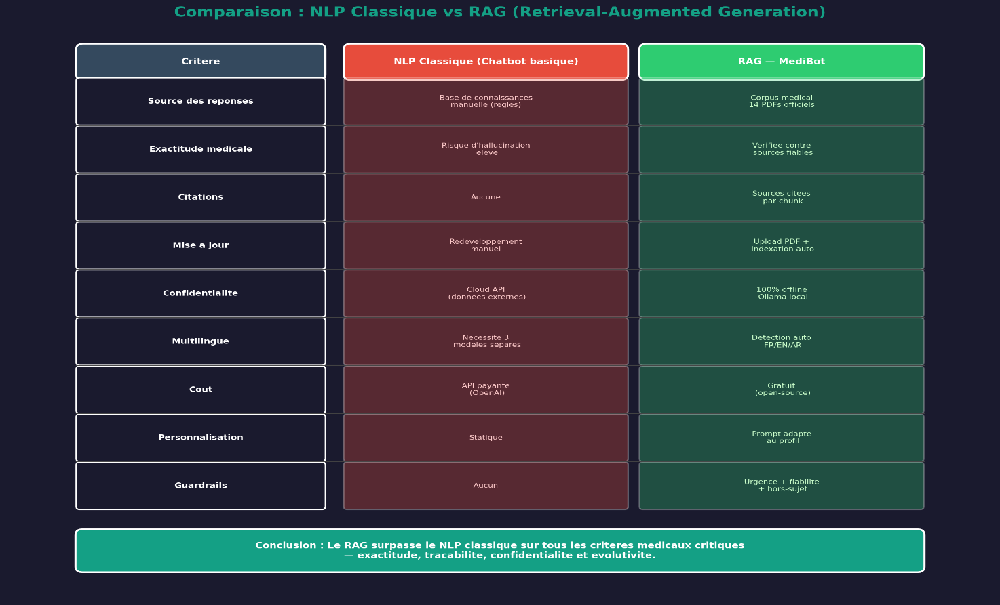 Comparaison : NLP Classique vs RAG (Retrieval-Augmented Generation)
Critere
NLP Classique (Chatbot basique)
RAG — MediBot
Source des reponses
Base de connaissances
manuelle (regles)
Corpus medical
14 PDFs officiels
Exactitude medicale
Risque d'hallucination
eleve
Verifiee contre
sources fiables
Citations
Aucune
Sources citees
par chunk
Mise a jour
Redeveloppement
manuel
Upload PDF +
indexation auto
Confidentialite
Cloud API
(donnees externes)
100% offline
Ollama local
Multilingue
Necessite 3
modeles separes
Detection auto
FR/EN/AR
Cout
API payante
(OpenAI)
Gratuit
(open-source)
Personnalisation
Statique
Prompt adapte
au profil
Guardrails
Aucun
Urgence + fiabilite
+ hors-sujet
Conclusion : Le RAG surpasse le NLP classique sur tous les criteres medicaux critiques
— exactitude, tracabilite, confidentialite et evolutivite.